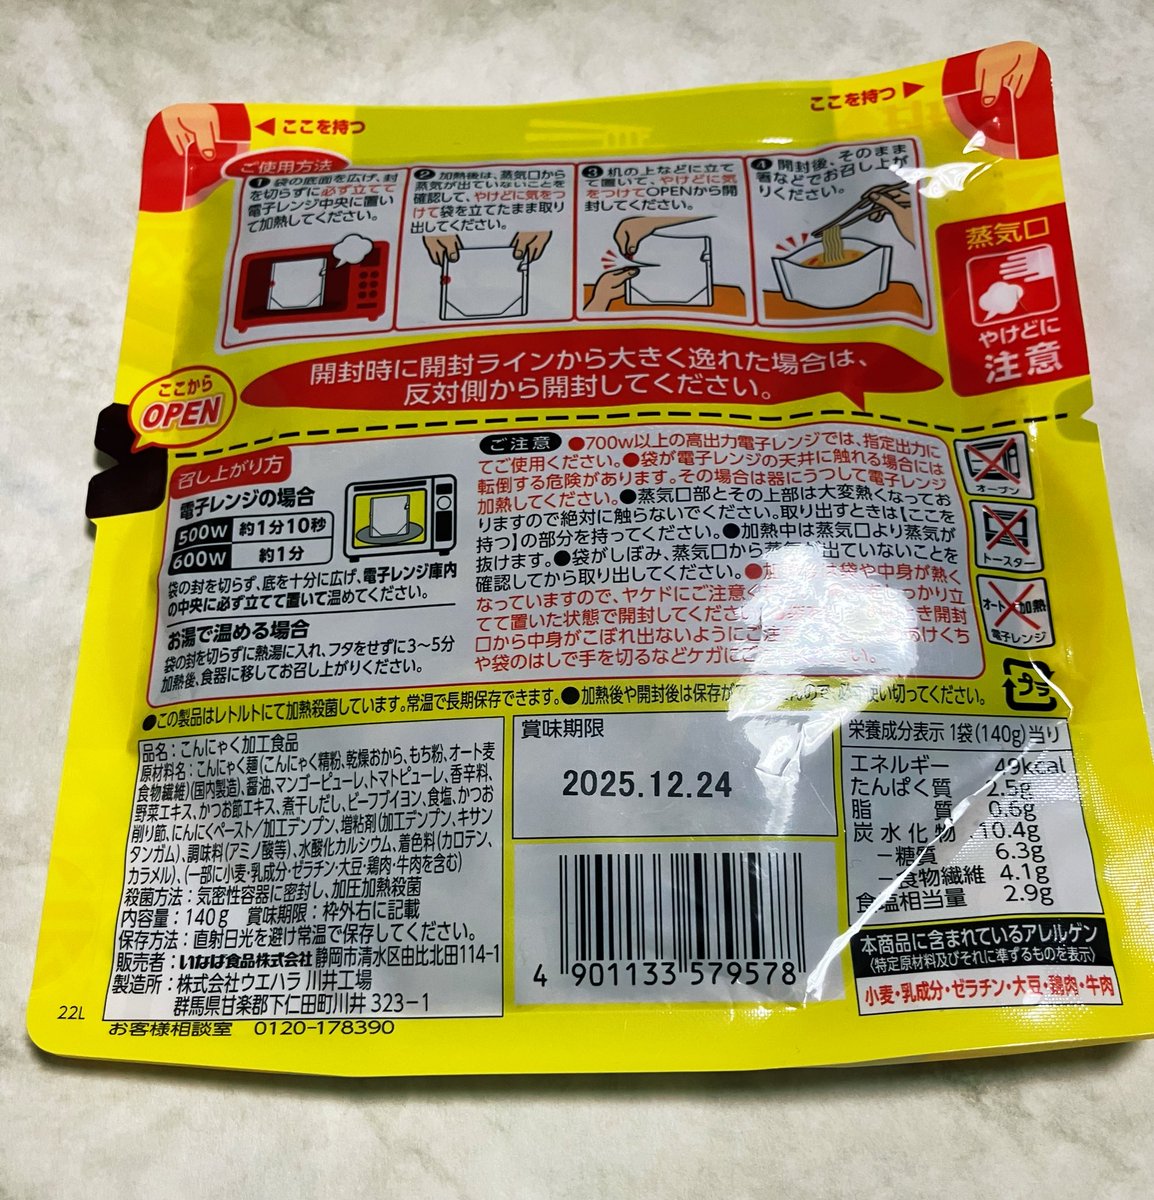 ここを持つ
ここを持つ
ご使用方法
1 袋の底面を広げ、封
を切らずに必ず立てて
電子レンジ中央に置い
て加熱してください。
2 加熱後は、蒸気口から
蒸気が出ていないことを
確認して、やけどに気をつ
けて袋を立てたまま取り
出してください。
3 机の上などに立て
て置いて、やけどに気
をつけてOPENから開
封してください。
4 開封後、そのまま
箸などでお召し上が
りください。
蒸気口
やけどに
注意
開封時に開封ラインから大きく逸れた場合は、
反対側から開封してください。
ここから
OPEN
召し上がり方
電子レンジの場合
500W 約1分10秒
600W 約1分
袋の封を切らず、底を十分に広げ、電子レンジ庫内
の中央に必ず立てて置いて温めてください。
お湯で温める場合
袋の封を切らずに熱湯に入れ、フタをせずに3~5分
加熱後、食器に移してお召し上がりください。
ご注意 ●700w以上の高出力電子レンジでは、指定出力に
てご使用ください。●袋が電子レンジの天井に触れる場合には
転倒する危険があります。その場合は器にうつして電子レンジ
加熱してください。●蒸気口部とその上部は大変熱くなってお
りますので絶対に触らないでください。取り出すときは【ここを
持つ】の部分を持ってください。●加熱中は蒸気口より蒸気が
抜けます。●袋がしぼみ、蒸気口から蒸気が出ていないことを
確認してから取り出してください。● は袋や中身が熱く
なっていますので、ヤケドにご注意く しっかり立
てて置いた状態で開封してください き開封
口から中身がこぼれ出ないようにご注 あけくち
や袋のはしで手を切るなどケガにご ください。
オーブン
トースター
オート加熱
電子レンジ
プラ
●この製品はレトルトにて加熱殺菌しています。常温で長期保存できます。●加熱後や開封後は保存が 使い切ってください。
品名:こんにゃく加工食品
原材料名:こんにゃく麺(こんにゃく精粉、乾燥おから、もち粉、オート麦
食物繊維)(国内製造)、醤油、マンゴーピューレ、トマトピューレ、香辛料、
野菜エキス、かつお節エキス、煮干しだし、ビーフブイヨン、食塩、かつお
削り節、にんにくペースト/加工デンプン、増粘剤(加工デンプン、キサン
タンガム)、調味料(アミノ酸等)、水酸化カルシウム、着色料(カロテン、
カラメル)、(一部に小麦・乳成分・ゼラチン・大豆・鶏肉・牛肉を含む)
殺菌方法:気密性容器に密封し、加圧加熱殺菌
内容量:140g 賞味期限:枠外右に記載
保存方法:直射日光を避け常温で保存してください。
販売者:いなば食品株式会社 静岡市清水区由比北田114-1
製造所:株式会社ウエハラ 川井工場
群馬県甘楽郡下仁田町川井 323-1
22L
お客様相談室 0120-178390
賞味期限
2025.12.24
4 901133 579578
栄養成分表示 1袋(140g)当り
エネルギー 49kcal
たんぱく質 2.5g
脂質 0.6g
炭水化物 10.4g
-糖質 6.3g
-食物繊維 4.1g
食塩相当量 2.9g
本商品に含まれているアレルゲン
(特定原材料及びそれに準ずるものを表示)
小麦・乳成分・ゼラチン・大豆・鶏肉・牛肉